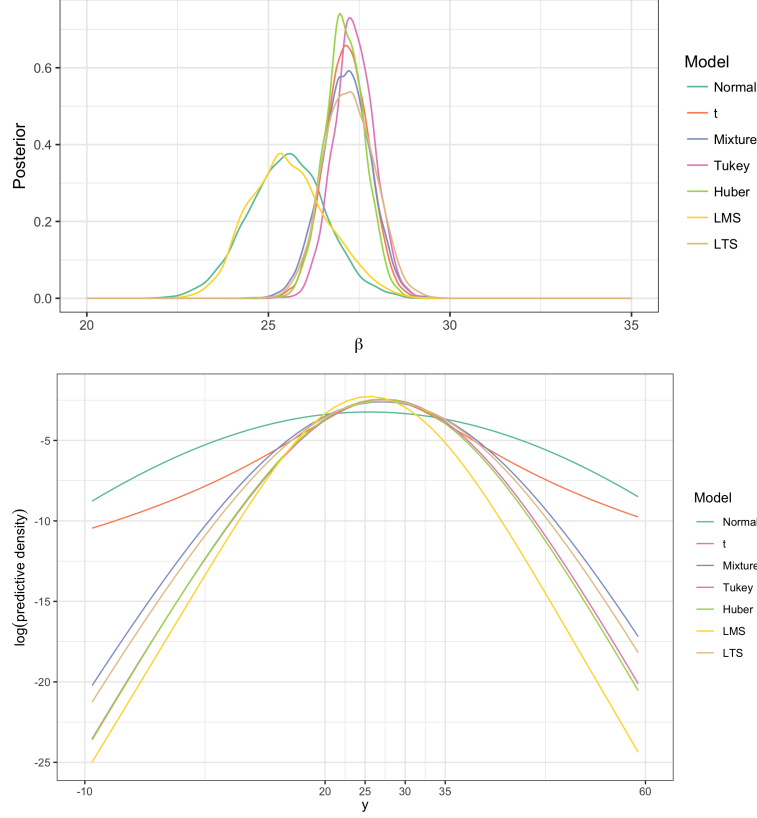 Posterior
0.6
0.4
0.2
0.0
20 25 30 35
β
Model
Normal
t
Mixture
Tukey
Huber
LMS
LTS
log(predictive density)
-5
-10
-15
-20
-25
-10 20 25 30 35 60
y
Model
Normal
t
Mixture
Tukey
Huber
LMS
LTS